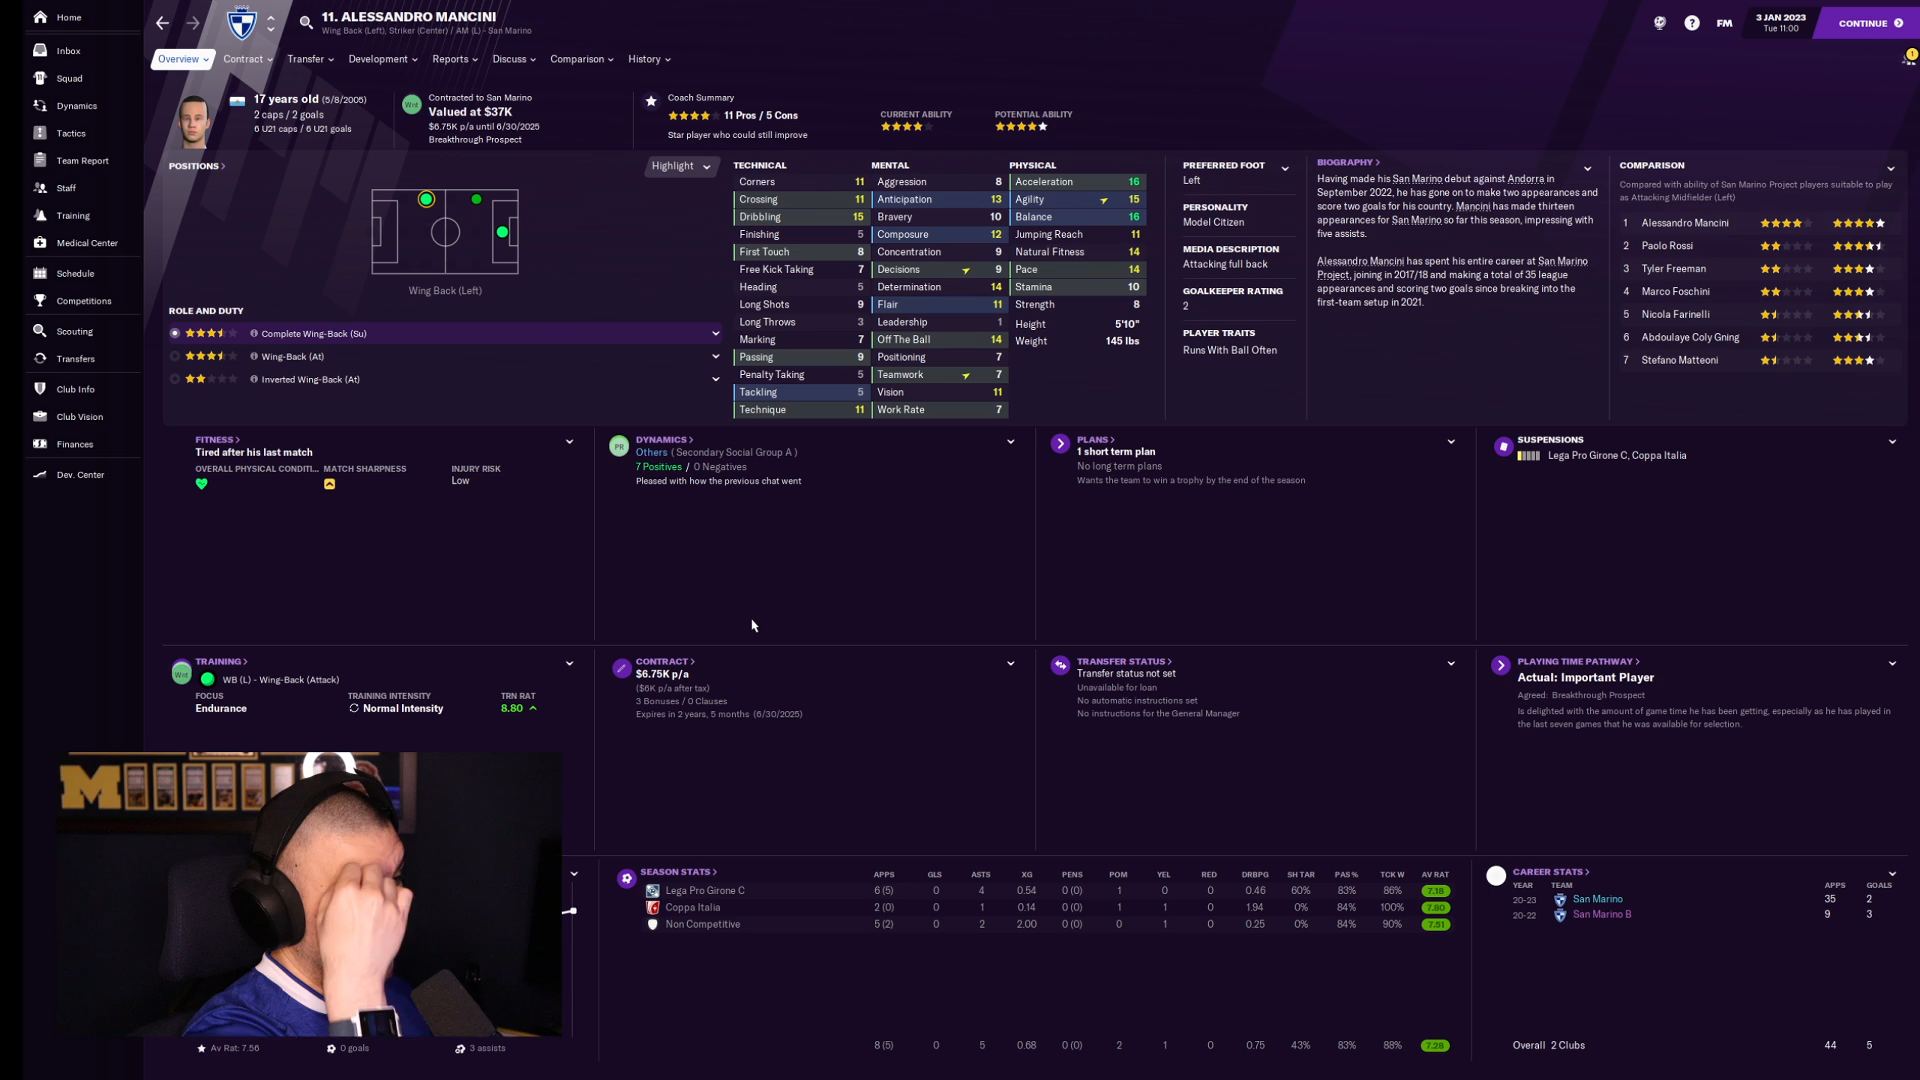 Home
Inbox
Squad
Dynamics
Tactics
Team Report
Staff
Training
Medical Center
Schedule
Competitions
Scouting
Transfers
Club Info
Club Vision
Finances
Dev. Center
11. ALESSANDRO MANCINI
Wing Back (Left), Striker (Center) / AM (L) - San Marino
FM
3 JAN 2023
Tue 11:00
CONTINUE
1
Overview
Contract
Transfer
Development
Reports
Discuss
Comparison
History
17 years old (5/8/2005)
2 caps / 2 goals
6 U21 caps / 6 U21 goals
Wnt
Contracted to San Marino
Valued at $37K
$6.75K p/a until 6/30/2025
Breakthrough Prospect
Coach Summary
11 Pros / 5 Cons
Star player who could still improve
CURRENT ABILITY
POTENTIAL ABILITY
POSITIONS
Wing Back (Left)
ROLE AND DUTY
Complete Wing-Back (Su)
Wing-Back (At)
Inverted Wing-Back (At)
Highlight
TECHNICAL
Corners 11
Crossing 11
Dribbling 15
Finishing 5
First Touch 8
Free Kick Taking 7
Heading 5
Long Shots 9
Long Throws 3
Marking 7
Passing 9
Penalty Taking 5
Tackling 5
Technique 11
MENTAL
Aggression 8
Anticipation 13
Bravery 10
Composure 12
Concentration 9
Decisions 9
Determination 14
Flair 11
Leadership 1
Off The Ball 14
Positioning 7
Teamwork 7
Vision 11
Work Rate 7
PHYSICAL
Acceleration 16
Agility 15
Balance 16
Jumping Reach 11
Natural Fitness 14
Pace 14
Stamina 10
Strength 8
Height 5'10"
Weight 145 lbs
PREFERRED FOOT
Left
PERSONALITY
Model Citizen
MEDIA DESCRIPTION
Attacking full back
GOALKEEPER RATING
2
PLAYER TRAITS
Runs With Ball Often
BIOGRAPHY
Having made his San Marino debut against Andorra in
September 2022, he has gone on to make two appearances and
score two goals for his country. Mancini has made thirteen
appearances for San Marino so far this season, impressing with
five assists.
Alessandro Mancini has spent his entire career at San Marino
Project, joining in 2017/18 and making a total of 35 league
appearances and scoring two goals since breaking into the
first-team setup in 2021.
COMPARISON
Compared with ability of San Marino Project players suitable to play
as Attacking Midfielder (Left)
1 Alessandro Mancini
2 Paolo Rossi
3 Tyler Freeman
4 Marco Foschini
5 Nicola Farinelli
6 Abdoulaye Coly Gning
7 Stefano Matteoni
FITNESS
Tired after his last match
OVERALL PHYSICAL CONDITI... MATCH SHARPNESS INJURY RISK
Low
PR
DYNAMICS
Others ( Secondary Social Group A )
7 Positives / 0 Negatives
Pleased with how the previous chat went
PLANS
1 short term plan
No long term plans
Wants the team to win a trophy by the end of the season
SUSPENSIONS
Lega Pro Girone C, Coppa Italia
Wnt
TRAINING
WB (L) - Wing-Back (Attack)
FOCUS TRAINING INTENSITY TRN RAT
Endurance Normal Intensity 8.80
CONTRACT
$6.75K p/a
($6K p/a after tax)
3 Bonuses / 0 Clauses
Expires in 2 years, 5 months (6/30/2025)
TRANSFER STATUS
Transfer status not set
Unavailable for loan
No automatic instructions set
No instructions for the General Manager
PLAYING TIME PATHWAY
Actual: Important Player
Agreed: Breakthrough Prospect
Is delighted with the amount of game time he has been getting, especially as he has played in
the last seven games that he was available for selection.
M
Av Rat: 7.56 0 goals 3 assists
SEASON STATS APPS GLS ASTS XG PENS POM YEL RED DRBPG SH TAR PAS % TCK W AV RAT
Lega Pro Girone C 6 (5) 0 4 0.54 0 (0) 1 0 0 0.46 60% 83% 86% 7.18
Coppa Italia 2 (0) 0 1 0.14 0 (0) 1 1 0 1.94 0% 84% 100% 7.80
Non Competitive 5 (2) 0 2 2.00 0 (0) 0 1 0 0.25 0% 84% 90% 7.51
8 (5) 0 5 0.68 0 (0) 2 1 0 0.75 43% 83% 88% 7.28
CAREER STATS
YEAR TEAM APPS GOALS
20-23 San Marino 35 2
20-22 San Marino B 9 3
Overall 2 Clubs 44 5